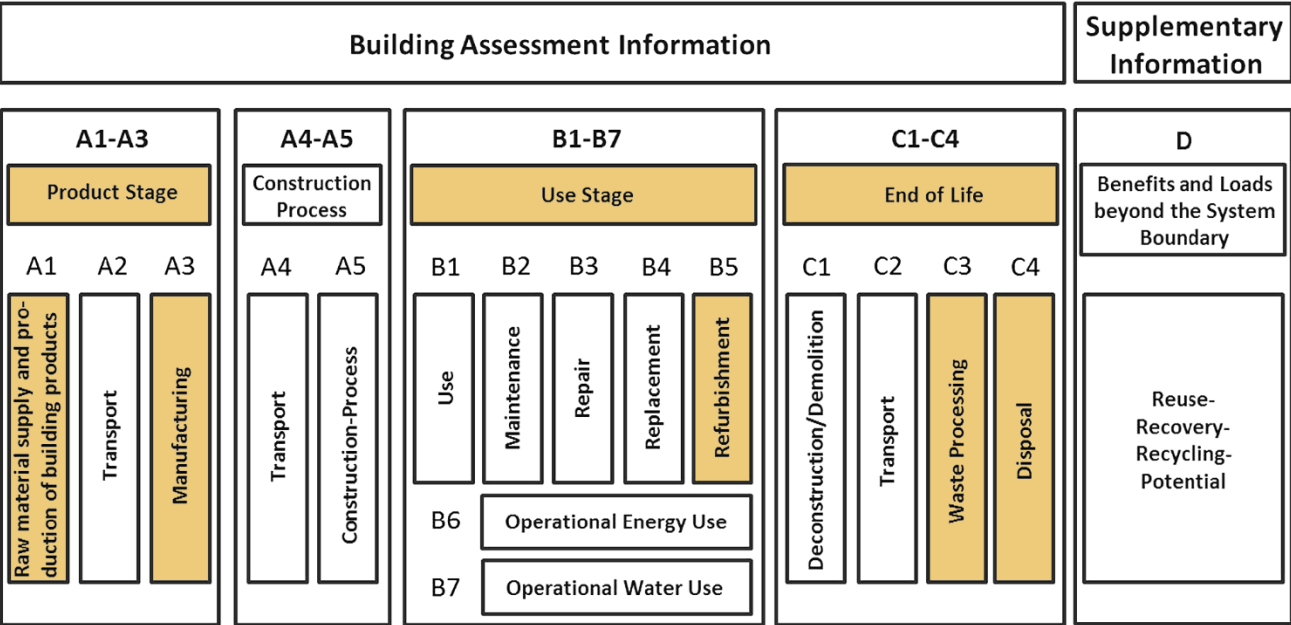 Building Assessment Information
Supplementary
Information
A1-A3
Product Stage
A1
A2
A3
Raw material supply and pro-
duction of building products
Transport
Manufacturing
A4-A5
Construction
Process
A4
A5
Transport
Construction-Process
B1-B7
Use Stage
B1
B2
B3
B4
B5
Use
Maintenance
Repair
Replacement
Refurbishment
B6
Operational Energy Use
B7
Operational Water Use
C1-C4
End of Life
C1
C2
C3
C4
Deconstruction/Demolition
Transport
Waste Processing
Disposal
D
Benefits and Loads
beyond the System
Boundary
Reuse-
Recovery-
Recycling-
Potential